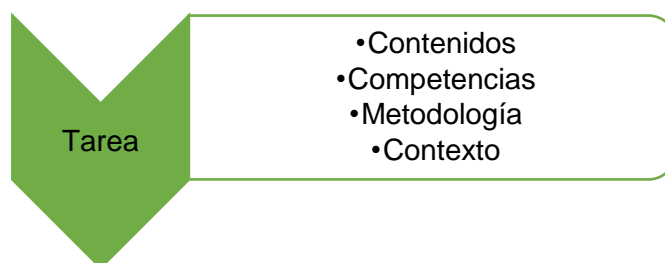 Tarea
•Contenidos
•Competencias
•Metodología
•Contexto